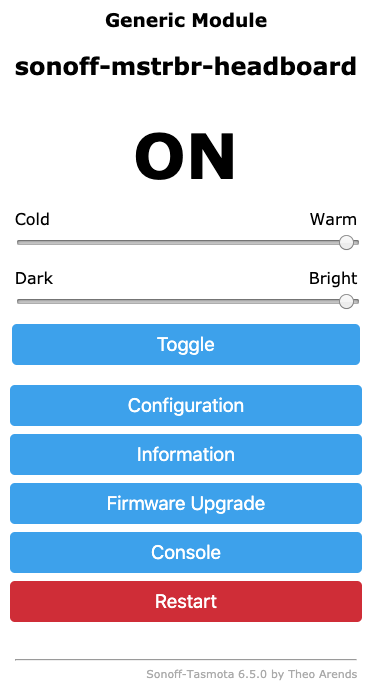 Generic Module
sonoff-mstrbr-headboard
ON
Cold Warm
Dark Bright
Toggle
Configuration
Information
Firmware Upgrade
Console
Restart
Sonoff-Tasmota 6.5.0 by Theo Arends